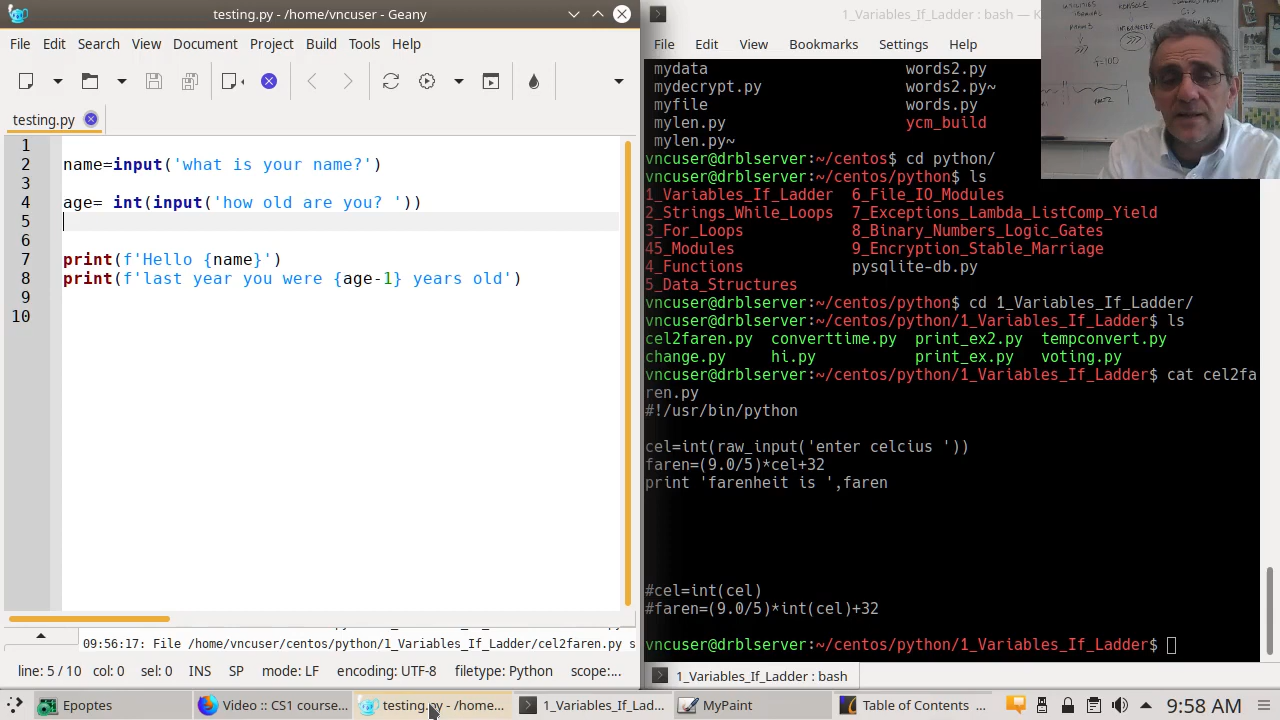 testing.py - /home/vncuser - Geany
File Edit Search View Document Project Build Tools Help
testing.py
1
2 name=input('what is your name?')
3
4 age= int(input('how old are you? '))
5
6
7 print(f'Hello {name}')
8 print(f'last year you were {age-1} years old')
9
10
09:56:17: File /home/vncuser/centos/python/1_Variables_If_Ladder/cel2faren.py s
line: 5 / 10 col: 0 sel: 0 INS SP mode: LF encoding: UTF-8 filetype: Python scope:...
1_Variables_If_Ladder : bash — K
File Edit View Bookmarks Settings Help
mydata words2.py
mydecrypt.py words2.py~
myfile words.py
mylen.py ycm_build
mylen.py~
vncuser@drblserver:~/centos$ cd python/
vncuser@drblserver:~/centos/python$ ls
1_Variables_If_Ladder 6_File_IO_Modules
2_Strings_While_Loops 7_Exceptions_Lambda_ListComp_Yield
3_For_Loops 8_Binary_Numbers_Logic_Gates
45_Modules 9_Encryption_Stable_Marriage
4_Functions pysqlite-db.py
5_Data_Structures
vncuser@drblserver:~/centos/python$ cd 1_Variables_If_Ladder/
vncuser@drblserver:~/centos/python/1_Variables_If_Ladder$ ls
cel2faren.py converttime.py print_ex2.py tempconvert.py
change.py hi.py print_ex.py voting.py
vncuser@drblserver:~/centos/python/1_Variables_If_Ladder$ cat cel2fa
ren.py
#!/usr/bin/python
cel=int(raw_input('enter celcius '))
faren=(9.0/5)*cel+32
print 'farenheit is ',faren
#cel=int(cel)
#faren=(9.0/5)*int(cel)+32
vncuser@drblserver:~/centos/python/1_Variables_If_Ladder$
1_Variables_If_Ladder : bash
Epoptes Video :: CS1 course... testing.py - /home... 1_Variables_If_Lad... MyPaint Table of Contents ... 9:58 AM